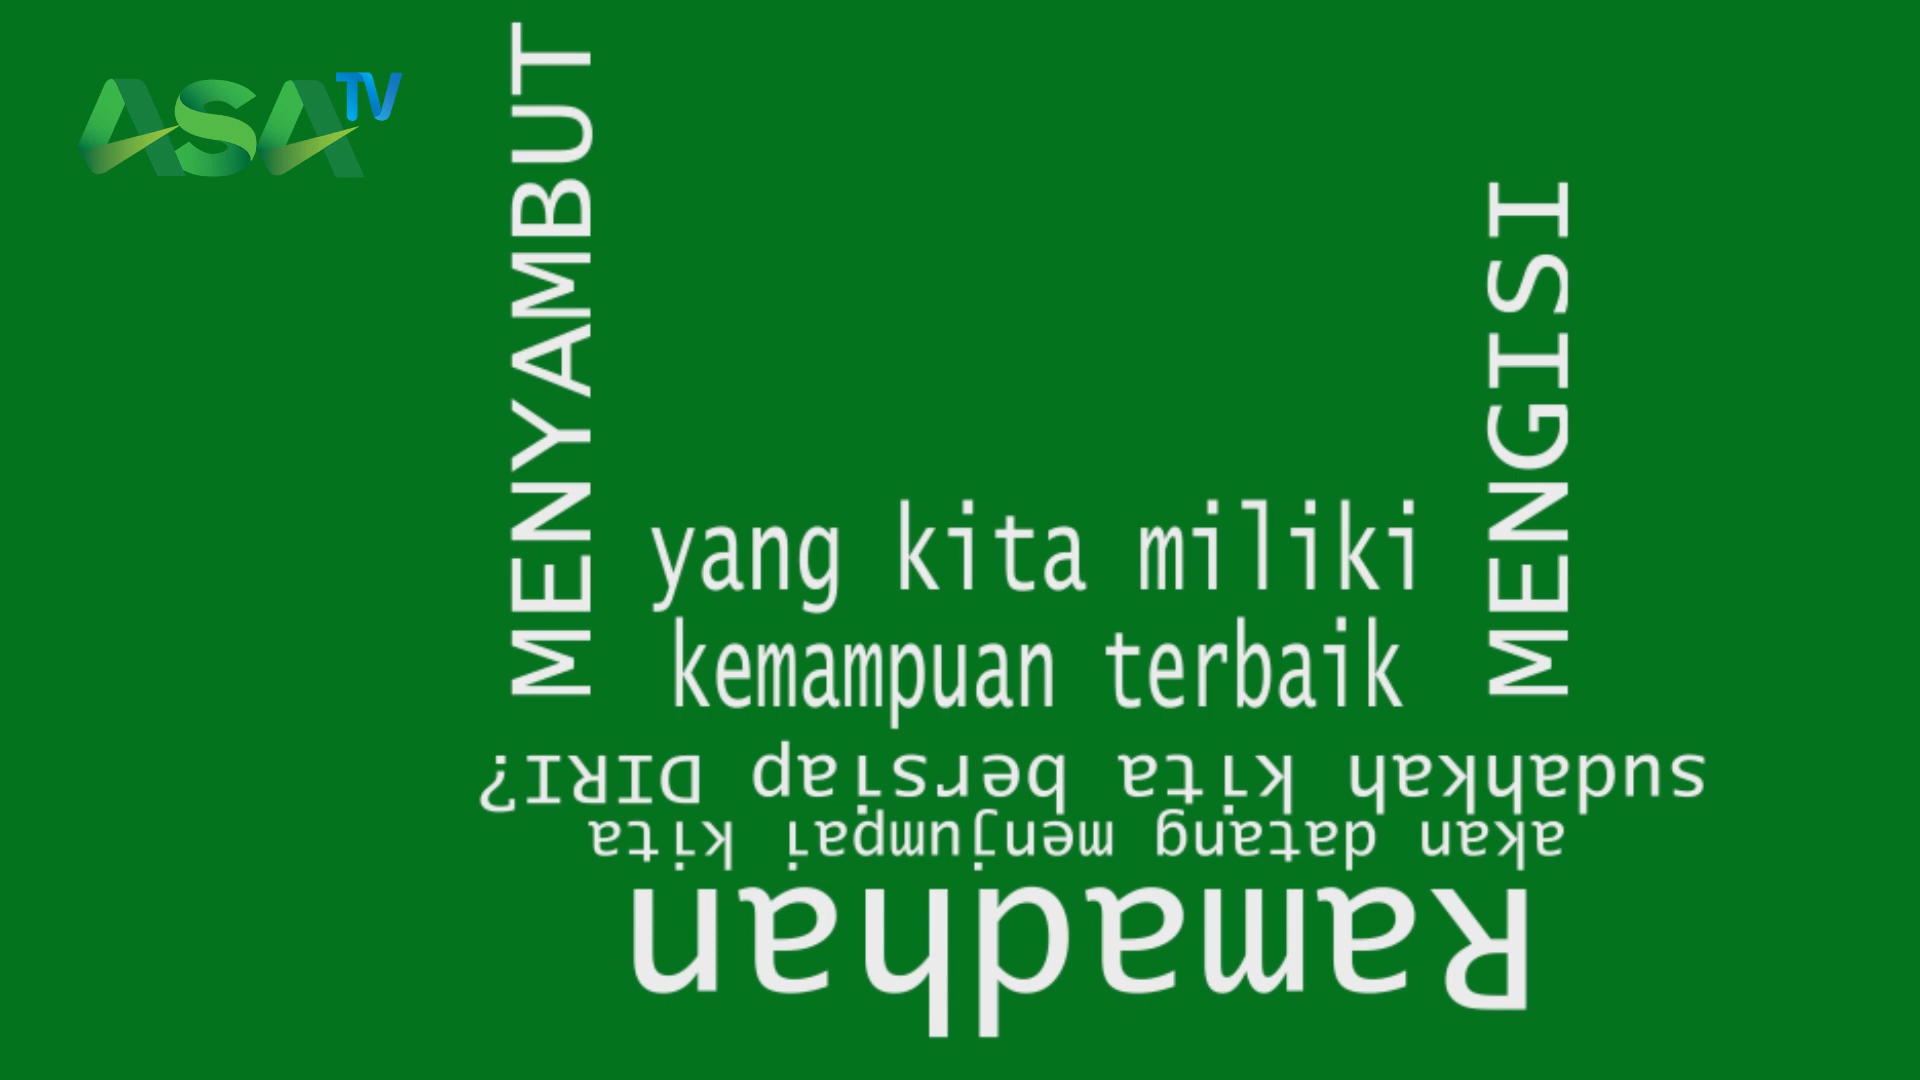 ASA TV
MENYAMBUT
MENGISI
yang kita miliki
kemampuan terbaik
Ramadhan
akan datang menjumpai kita
sudahkah kita bersiap DIRI?